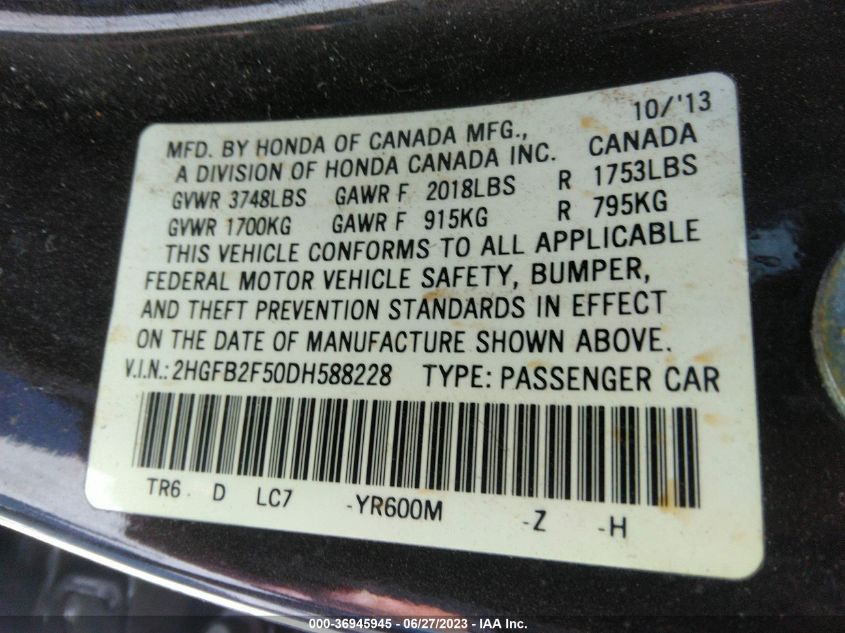 10/'13
MFD. BY HONDA OF CANADA MFG.,
A DIVISION OF HONDA CANADA INC. CANADA
GVWR 3748LBS GAWR F 2018LBS R 1753LBS
GVWR 1700KG GAWR F 915KG R 795KG
THIS VEHICLE CONFORMS TO ALL APPLICABLE
FEDERAL MOTOR VEHICLE SAFETY, BUMPER,
AND THEFT PREVENTION STANDARDS IN EFFECT
ON THE DATE OF MANUFACTURE SHOWN ABOVE.
V.I.N.: 2HGFB2F50DH588228 TYPE: PASSENGER CAR
TR6 D LC7 -YR600M -Z -H
000-36945945 - 06/27/2023 - IAA Inc.